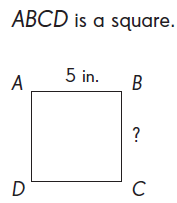 ABCD is a square.
A 5 in. B
?
D C